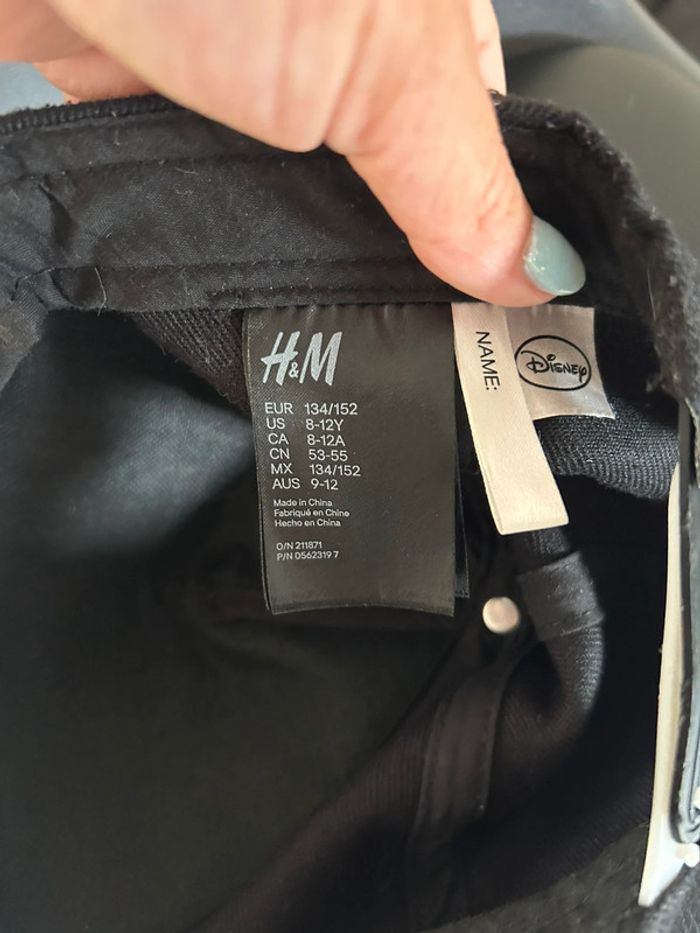 H&M
EUR 134/152
US 8-12Y
CA 8-12A
CN 53-55
MX 134/152
AUS 9-12
Made in China
Fabriqué en Chine
Hecho en China
O/N 211871
P/N 0562319 7
NAME:
Disney